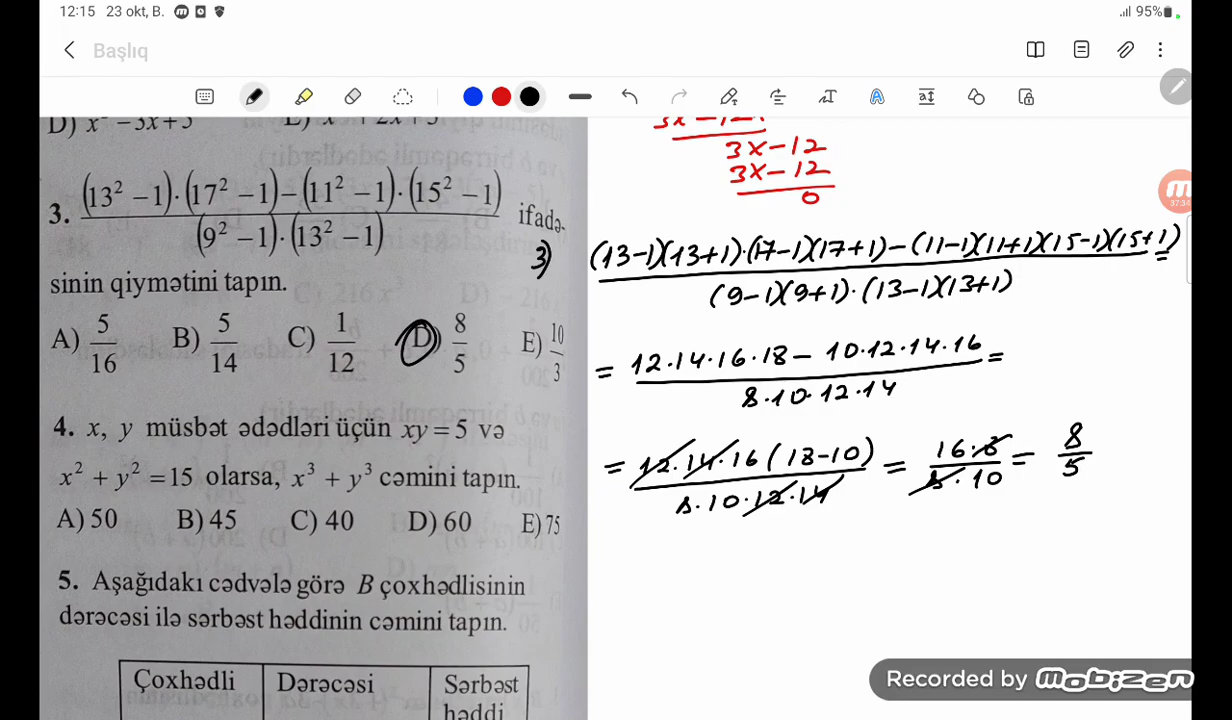 12:15 23 okt, B.
95%
Başlıq
3x-12
3x-12
0
3. (13² −1)·(17² −1)−(11² −1)·(15² −1) / (9² −1)·(13² −1) ifadə-
sinin qiymətini tapın.
A) 5/16 B) 5/14 C) 1/12 D) 8/5 E) 10/3
4. x, y müsbət ədədləri üçün xy = 5 və
x² + y² = 15 olarsa, x³ + y³ cəmini tapın.
A) 50 B) 45 C) 40 D) 60 E) 75
5. Aşağıdakı cədvələ görə B çoxhədlisinin
dərəcəsi ilə sərbəst həddinin cəmini tapın.
Çoxhədli Dərəcəsi Sərbəst
həddi
3) (13-1)(13+1)·(17-1)(17+1)-(11-1)(11+1)(15-1)(15+1) / (9-1)(9+1)·(13-1)(13+1) =
= 12·14·16·18 - 10·12·14·16 / 8·10·12·14 =
= 12·14·16(18-10) / 8·10·12·14 = 16·8 / 8·10 = 8/5
37:34
Recorded by mobizen